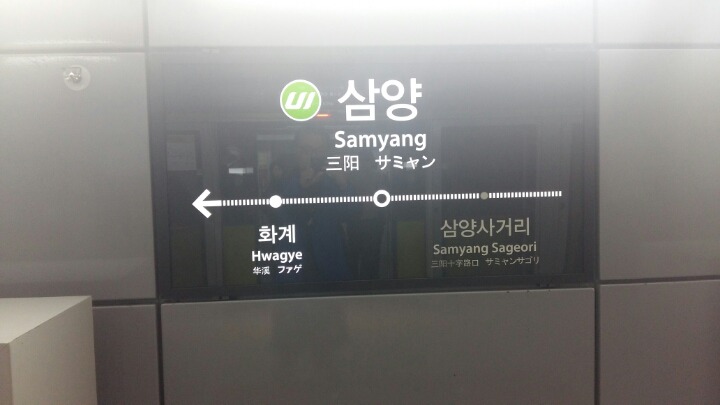 UI 삼양
Samyang
三阳 サミャン
화계
Hwagye
华溪 ファゲ
삼양사거리
Samyang Sageori
三阳十字路口 サミャンサゴリ